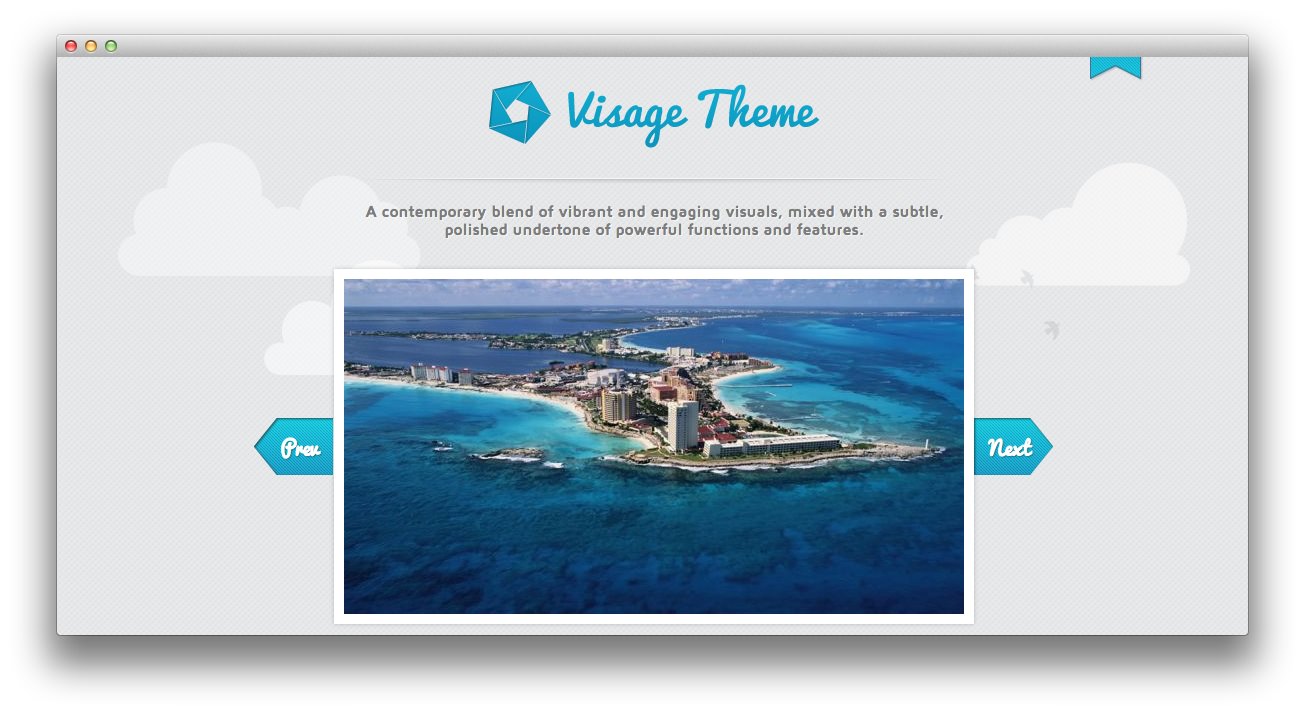 Visage Theme
A contemporary blend of vibrant and engaging visuals, mixed with a subtle,
polished undertone of powerful functions and features.
Prev
Next